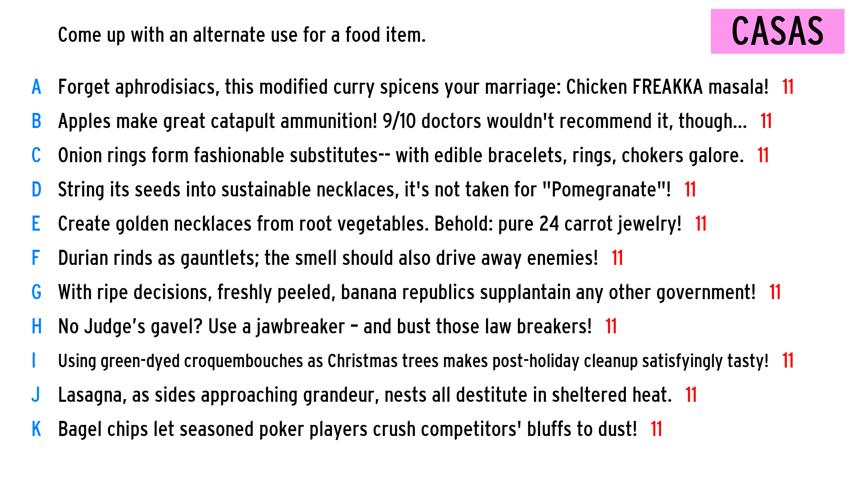 Come up with an alternate use for a food item.
CASAS
A Forget aphrodisiacs, this modified curry spicens your marriage: Chicken FREAKKA masala! 11
B Apples make great catapult ammunition! 9/10 doctors wouldn't recommend it, though... 11
C Onion rings form fashionable substitutes-- with edible bracelets, rings, chokers galore. 11
D String its seeds into sustainable necklaces, it's not taken for "Pomegranate"! 11
E Create golden necklaces from root vegetables. Behold: pure 24 carrot jewelry! 11
F Durian rinds as gauntlets; the smell should also drive away enemies! 11
G With ripe decisions, freshly peeled, banana republics supplantain any other government! 11
H No Judge’s gavel? Use a jawbreaker – and bust those law breakers! 11
I Using green-dyed croquembouches as Christmas trees makes post-holiday cleanup satisfyingly tasty! 11
J Lasagna, as sides approaching grandeur, nests all destitute in sheltered heat. 11
K Bagel chips let seasoned poker players crush competitors' bluffs to dust! 11